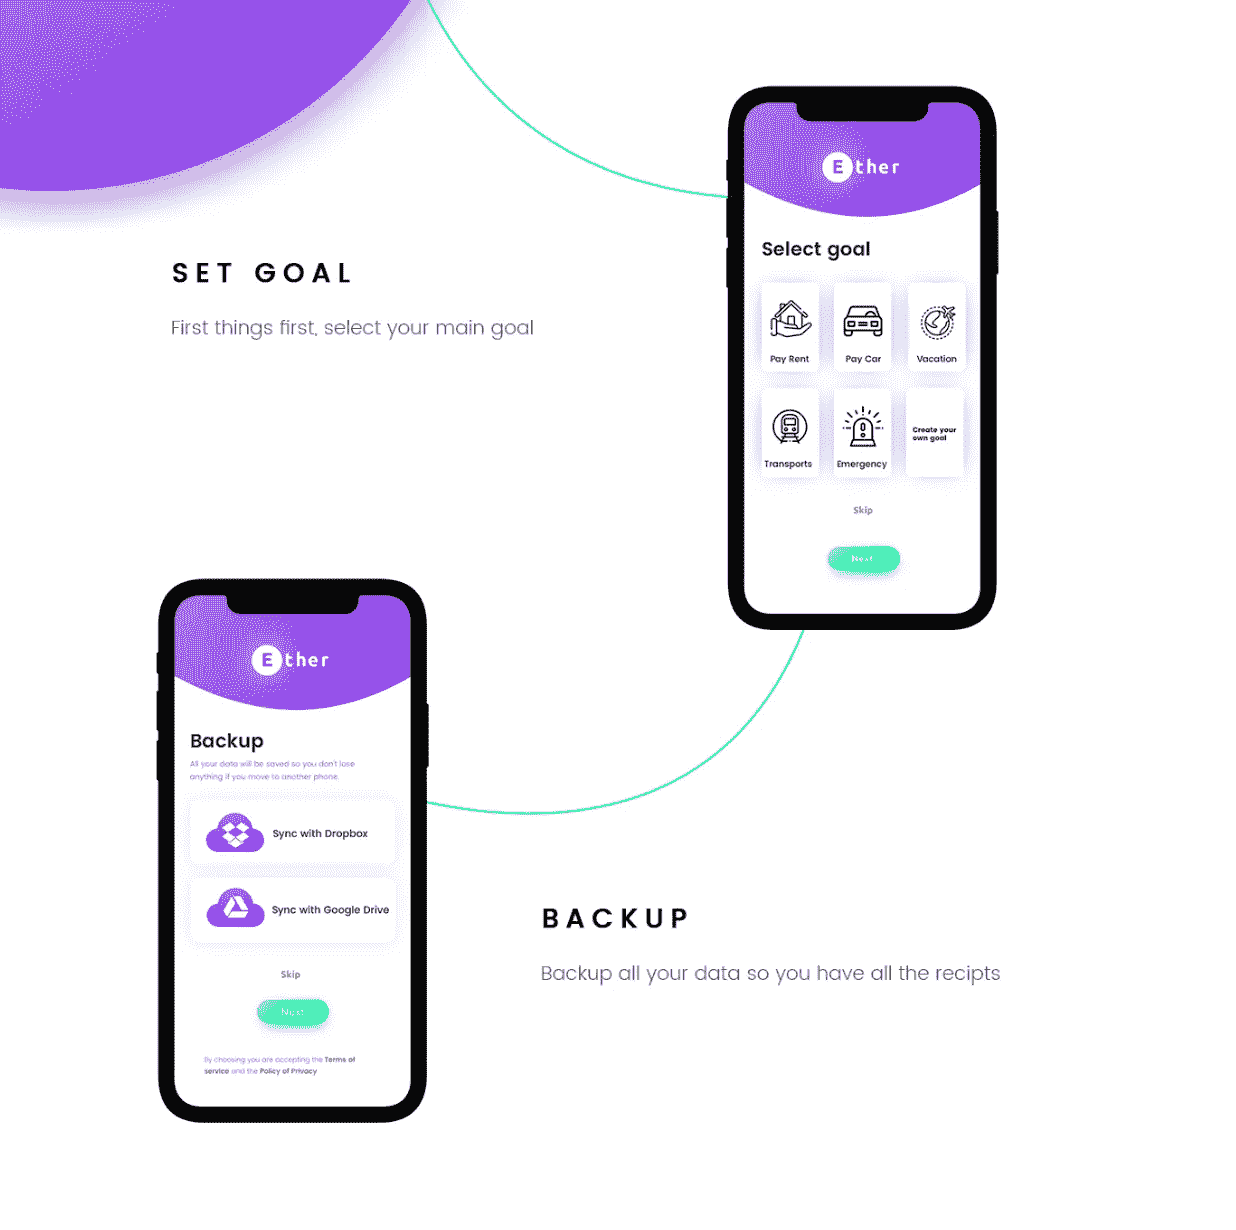 Ether
Select goal
SET GOAL
First things first, select your main goal
Pay Rent
Pay Car
Vacation
Transports
Emergency
Create your
own goal
Skip
Next
Ether
Backup
All your data will be saved so you don't lose
anything if you move to another phone.
Sync with Dropbox
Sync with Google Drive
Skip
Next
By choosing you are accepting the Terms of
service and the Policy of Privacy
BACKUP
Backup all your data so you have all the recipts